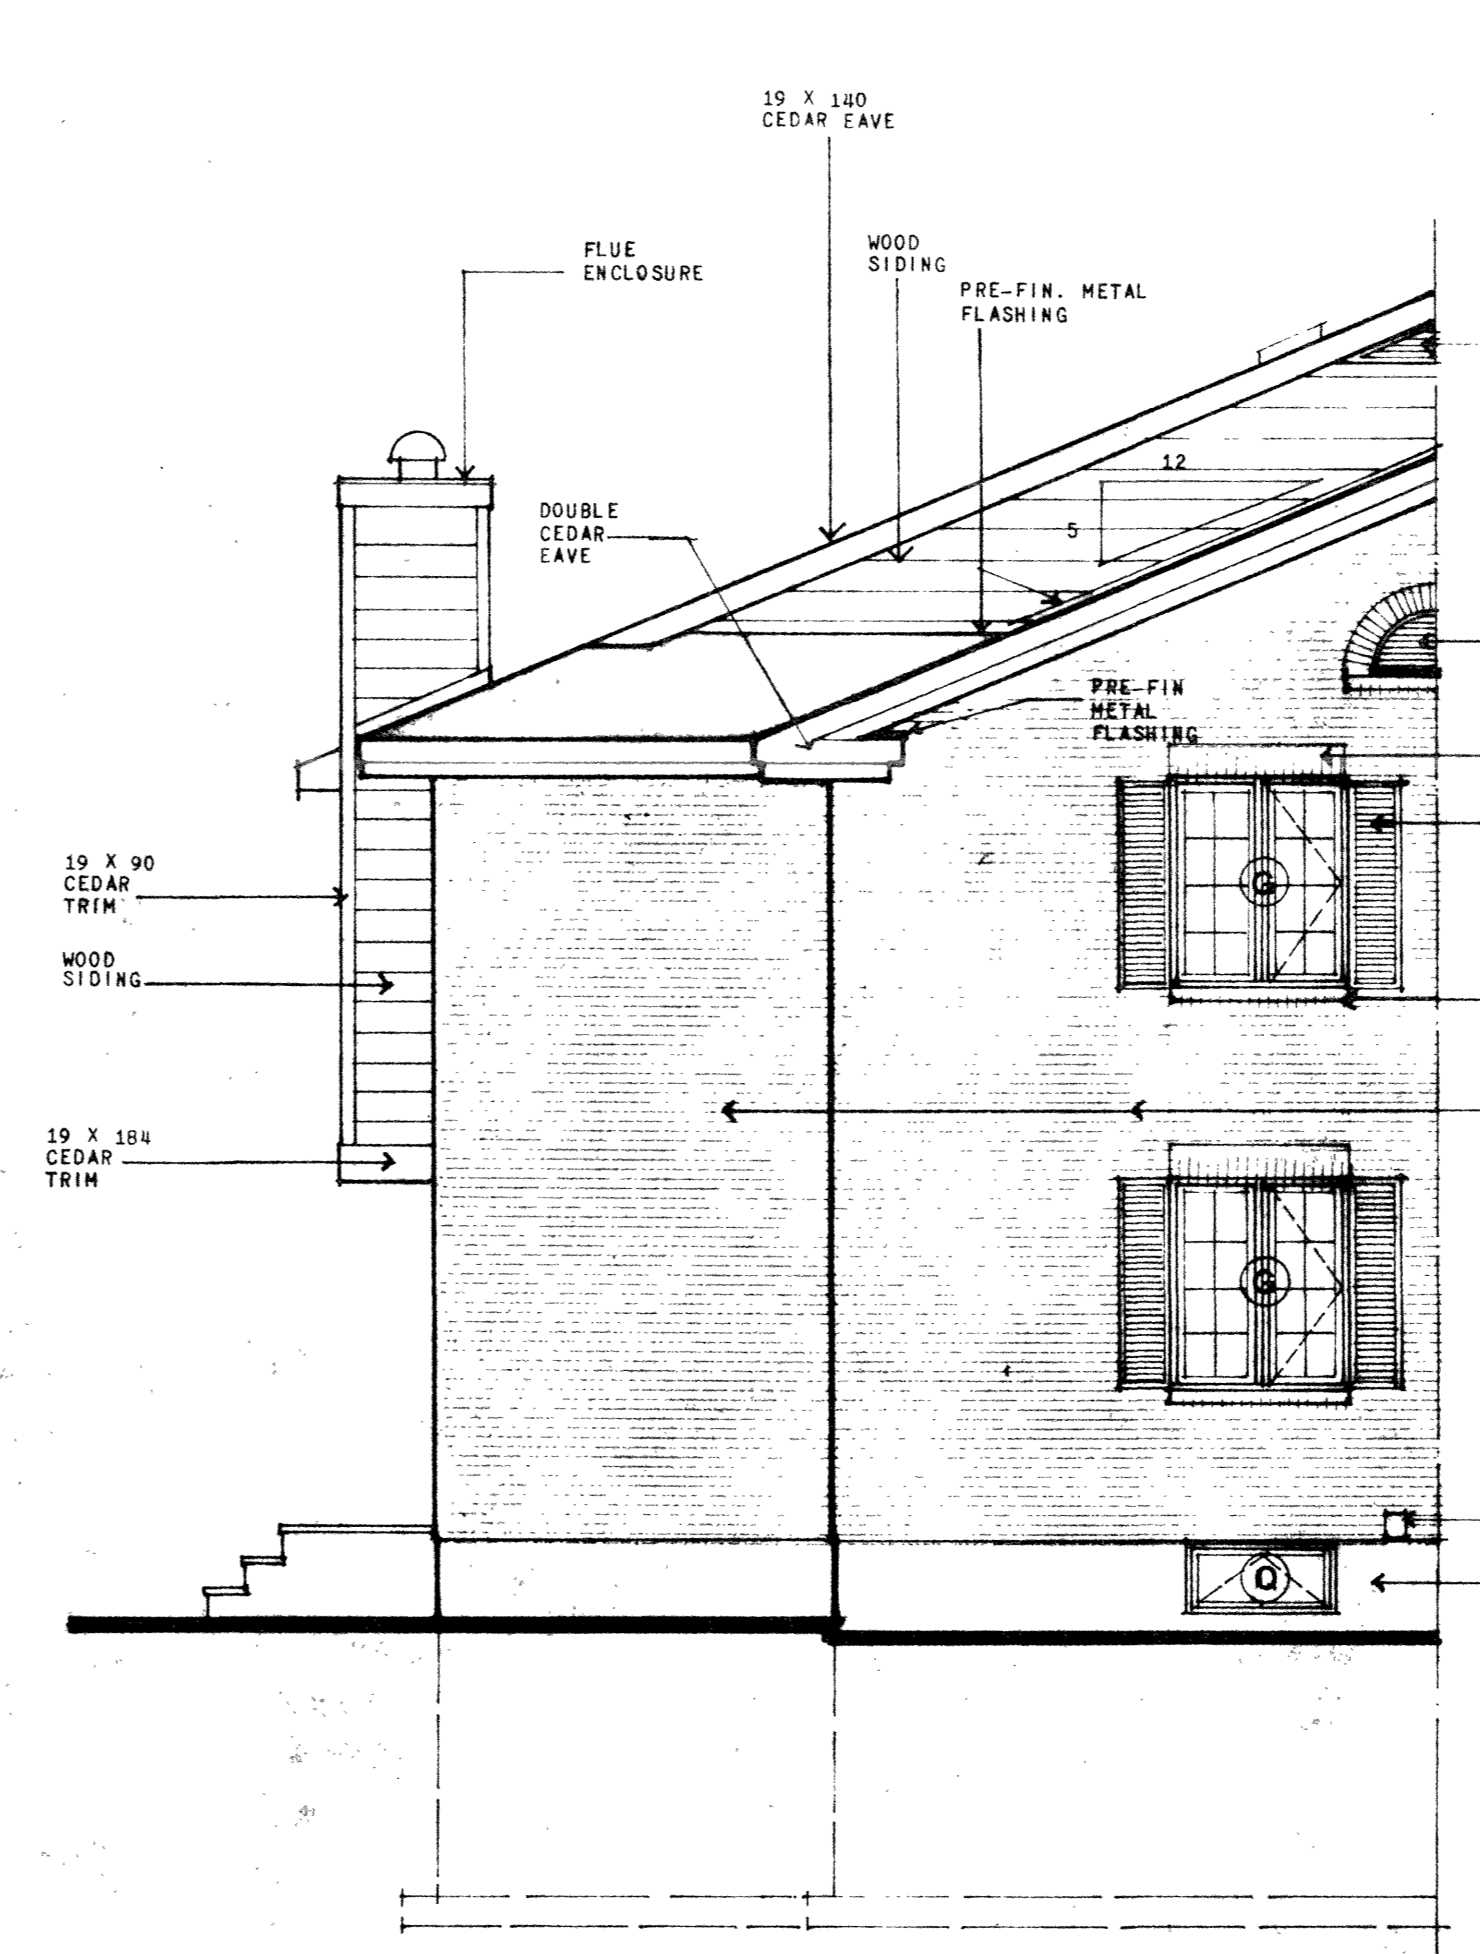 19 X 140
CEDAR EAVE
WOOD
SIDING
FLUE
ENCLOSURE
PRE-FIN. METAL
FLASHING
12
5
DOUBLE
CEDAR
EAVE
PRE-FIN
METAL
FLASHING
19 X 90
CEDAR
TRIM
G
WOOD
SIDING
19 X 184
CEDAR
TRIM
G
Q